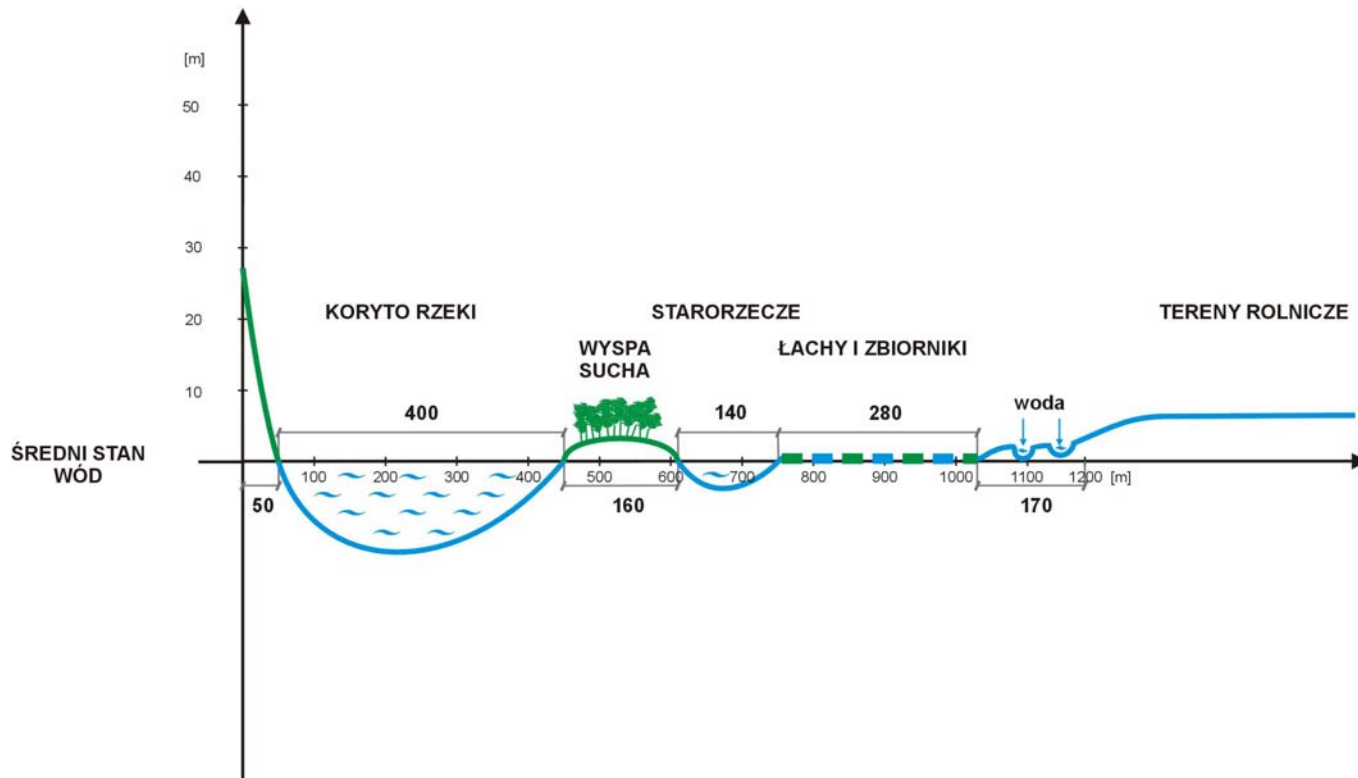 [m]
50
40
30
20
10
KORYTO RZEKI
STARORZECZE
TERENY ROLNICZE
WYSPA
SUCHA
ŁACHY I ZBIORNIKI
400
140
280
woda
ŚREDNI STAN
WÓD
100 200 300 400 500 600 700 800 900 1000 1100 1200 [m]
50
160
170